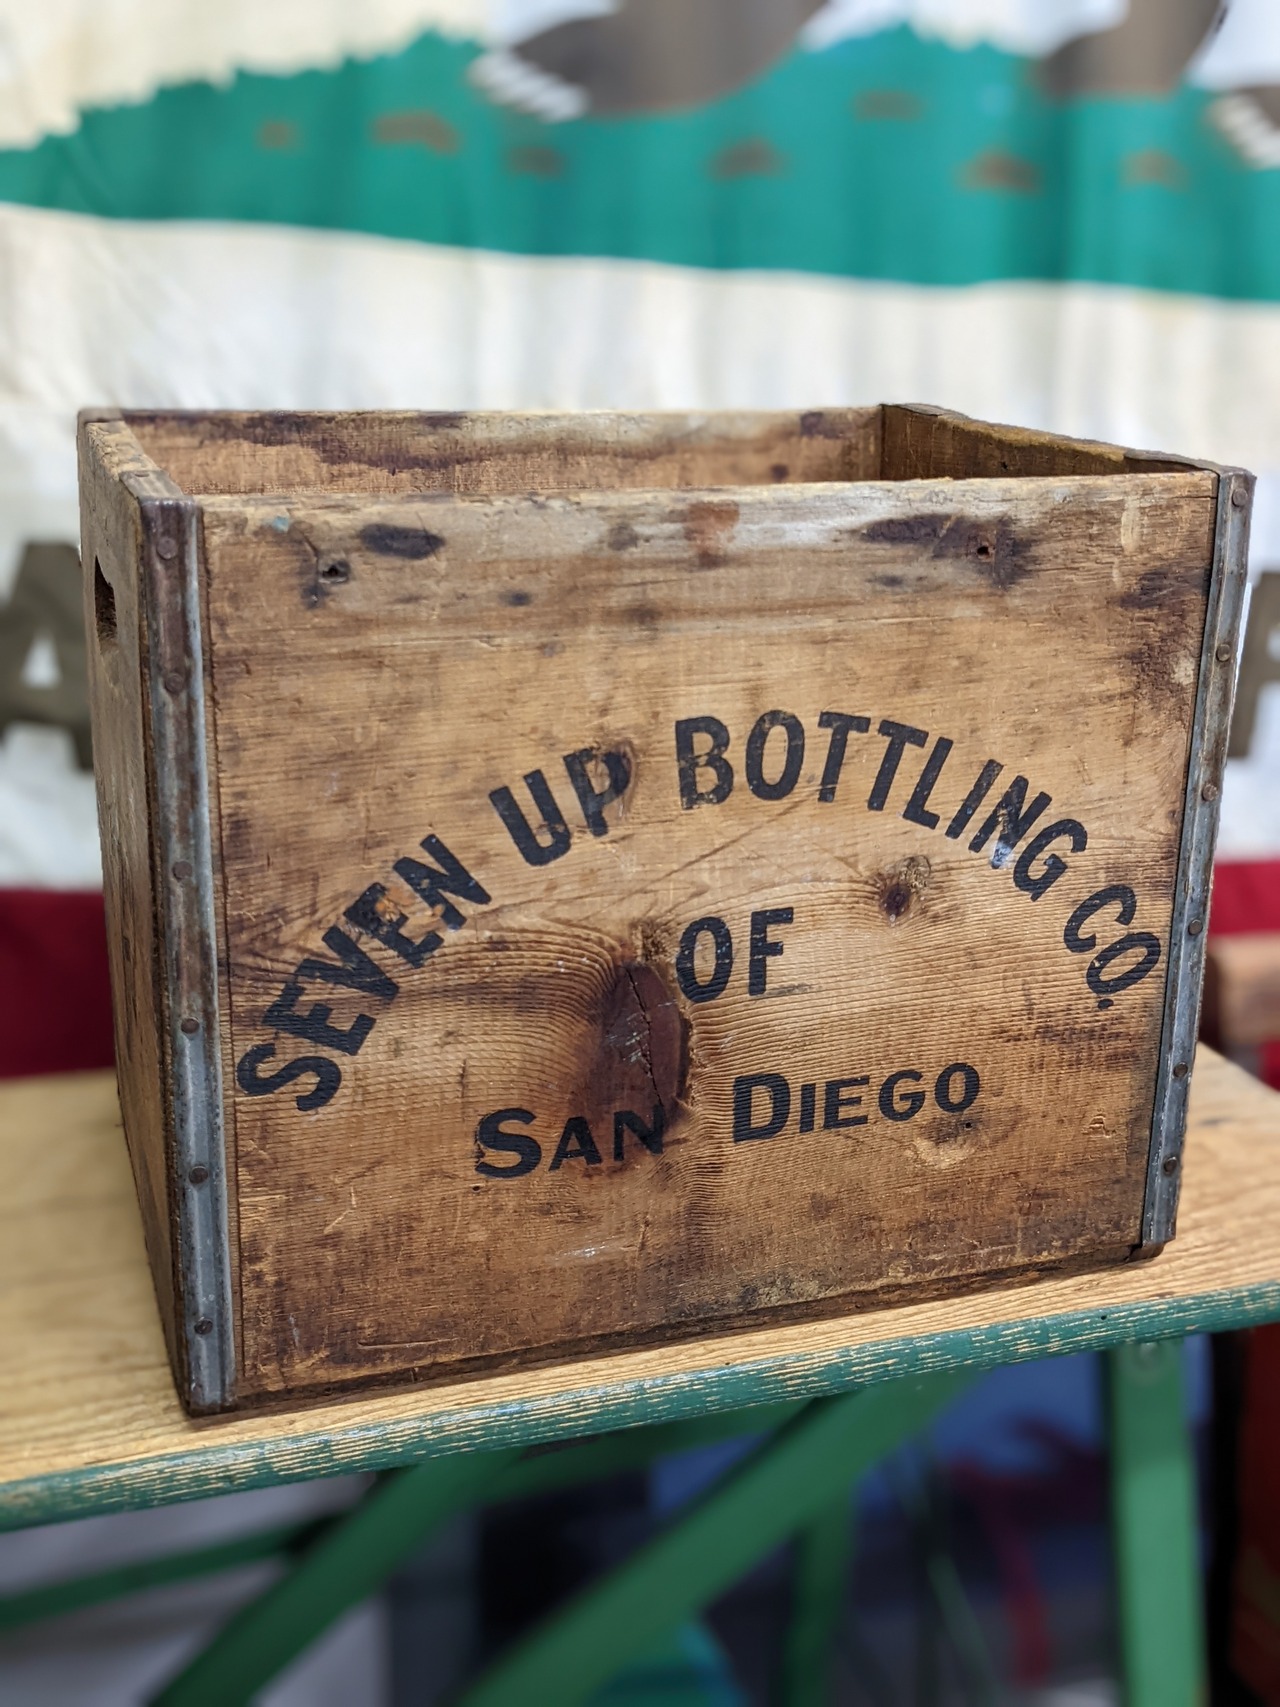 SEVEN UP BOTTLING CO.
OF
SAN DIEGO